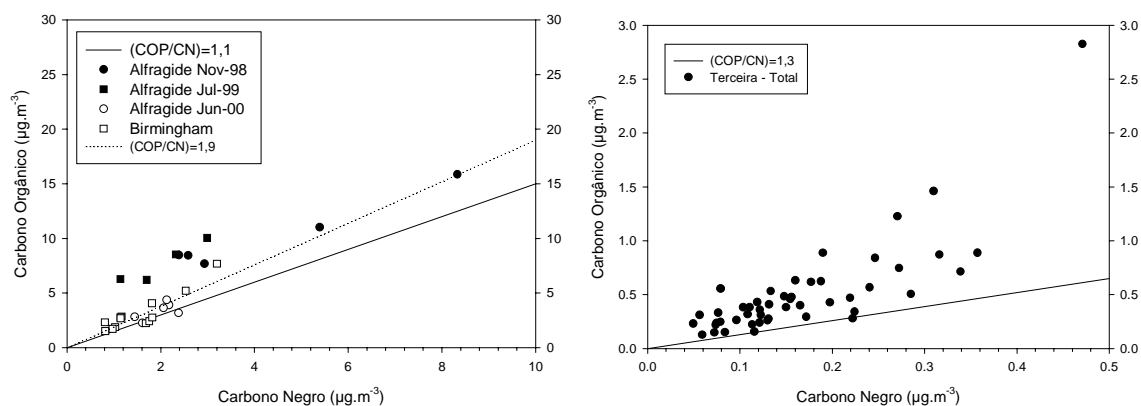 30
25
20
15
10
5
0
Carbono Orgânico (µg.m-3)
(COP/CN)=1,1
Alfragide Nov-98
Alfragide Jul-99
Alfragide Jun-00
Birmingham
(COP/CN)=1,9
30
25
20
15
10
5
0
0 2 4 6 8 10
Carbono Negro (µg.m-3)
3.0
2.5
2.0
1.5
1.0
0.5
0.0
Carbono Orgânico (µg.m-3)
(COP/CN)=1,3
Terceira - Total
3.0
2.5
2.0
1.5
1.0
0.5
0.0
0.0 0.1 0.2 0.3 0.4 0.5
Carbono Negro (µg.m-3)